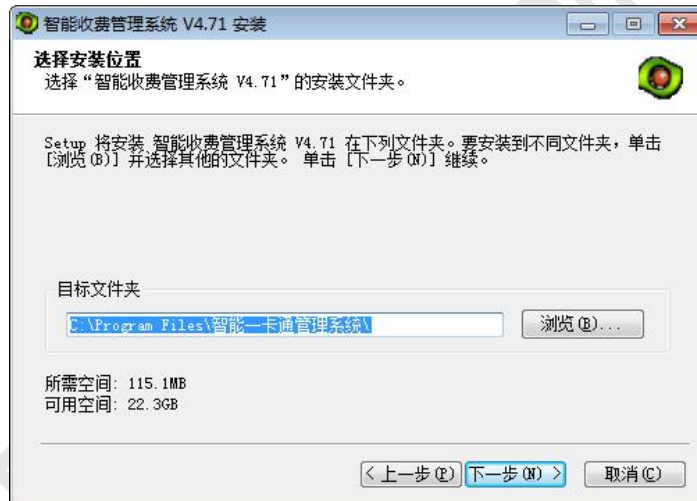 智能收费管理系统 V4.71 安装
选择安装位置
选择“智能收费管理系统 V4.71”的安装文件夹。
Setup 将安装 智能收费管理系统 V4.71 在下列文件夹。要安装到不同文件夹，单击
[浏览(B)] 并选择其他的文件夹。 单击 [下一步(N)] 继续。
目标文件夹
C:\Program Files\智能一卡通管理系统\
浏览(B)...
所需空间: 115.1MB
可用空间: 22.3GB
< 上一步(P)
下一步(N) >
取消(C)